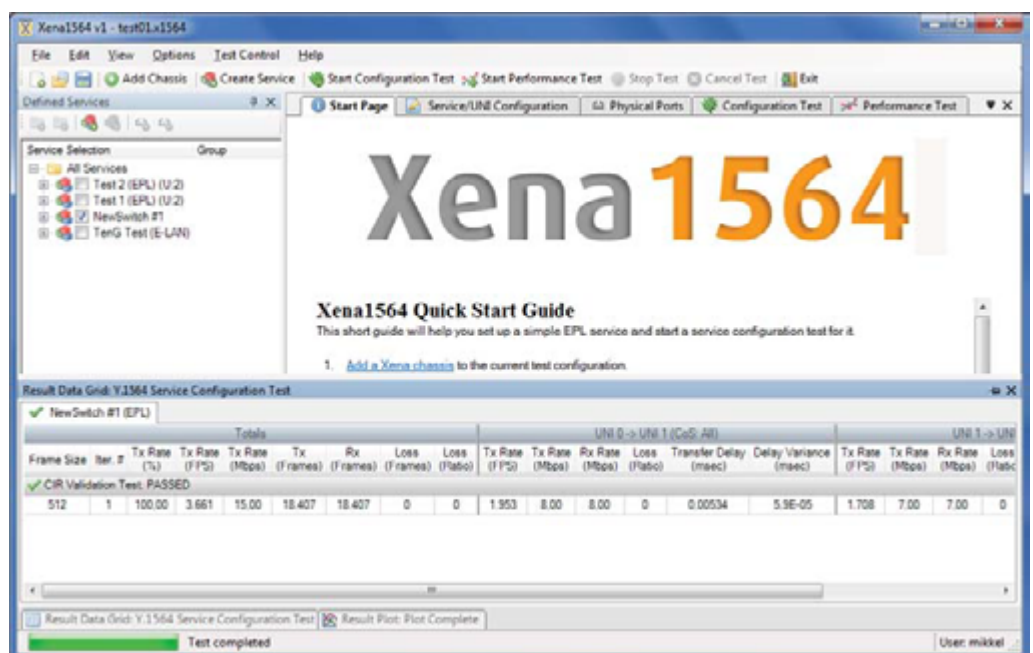 Xena1564 v1 - test01.x1564
File Edit View Options Test Control Help
Add Chassis Create Service Start Configuration Test Start Performance Test Stop Test Cancel Test Exit
Defined Services
Start Page Service/UNI Configuration Physical Ports Configuration Test Performance Test
Service Selection Group
All Services
Test 2 (EPL) (U:2)
Test 1 (EPL) (U:2)
NewSwitch #1
TenG Test (E-LAN)
Xena1564
Xena1564 Quick Start Guide
This short guide will help you set up a simple EPL service and start a service configuration test for it.
1. Add a Xena chassis to the current test configuration.
Result Data Grid: Y.1564 Service Configuration Test
NewSwitch #1 (EPL)
Totals UNI 0 -> UNI 1 (CoS: All) UNI 1 -> UNI
Frame Size Iter. # Tx Rate (%) Tx Rate (FPS) Tx Rate (Mbps) Tx (Frames) Rx (Frames) Loss (Frames) Loss (Ratio) Tx Rate (FPS) Tx Rate (Mbps) Rx Rate (Mbps) Loss (Ratio) Transfer Delay (msec) Delay Variance (msec) Tx Rate (FPS) Tx Rate (Mbps) Rx Rate (Mbps) Loss (Ratio
CIR Validation Test: PASSED
512 1 100,00 3.661 15,00 18.407 18.407 0 0 1.953 8,00 8,00 0 0,00534 5.9E-05 1.708 7,00 7,00 0
Result Data Grid: Y.1564 Service Configuration Test Result Plot: Plot Complete
Test completed User: mikkel